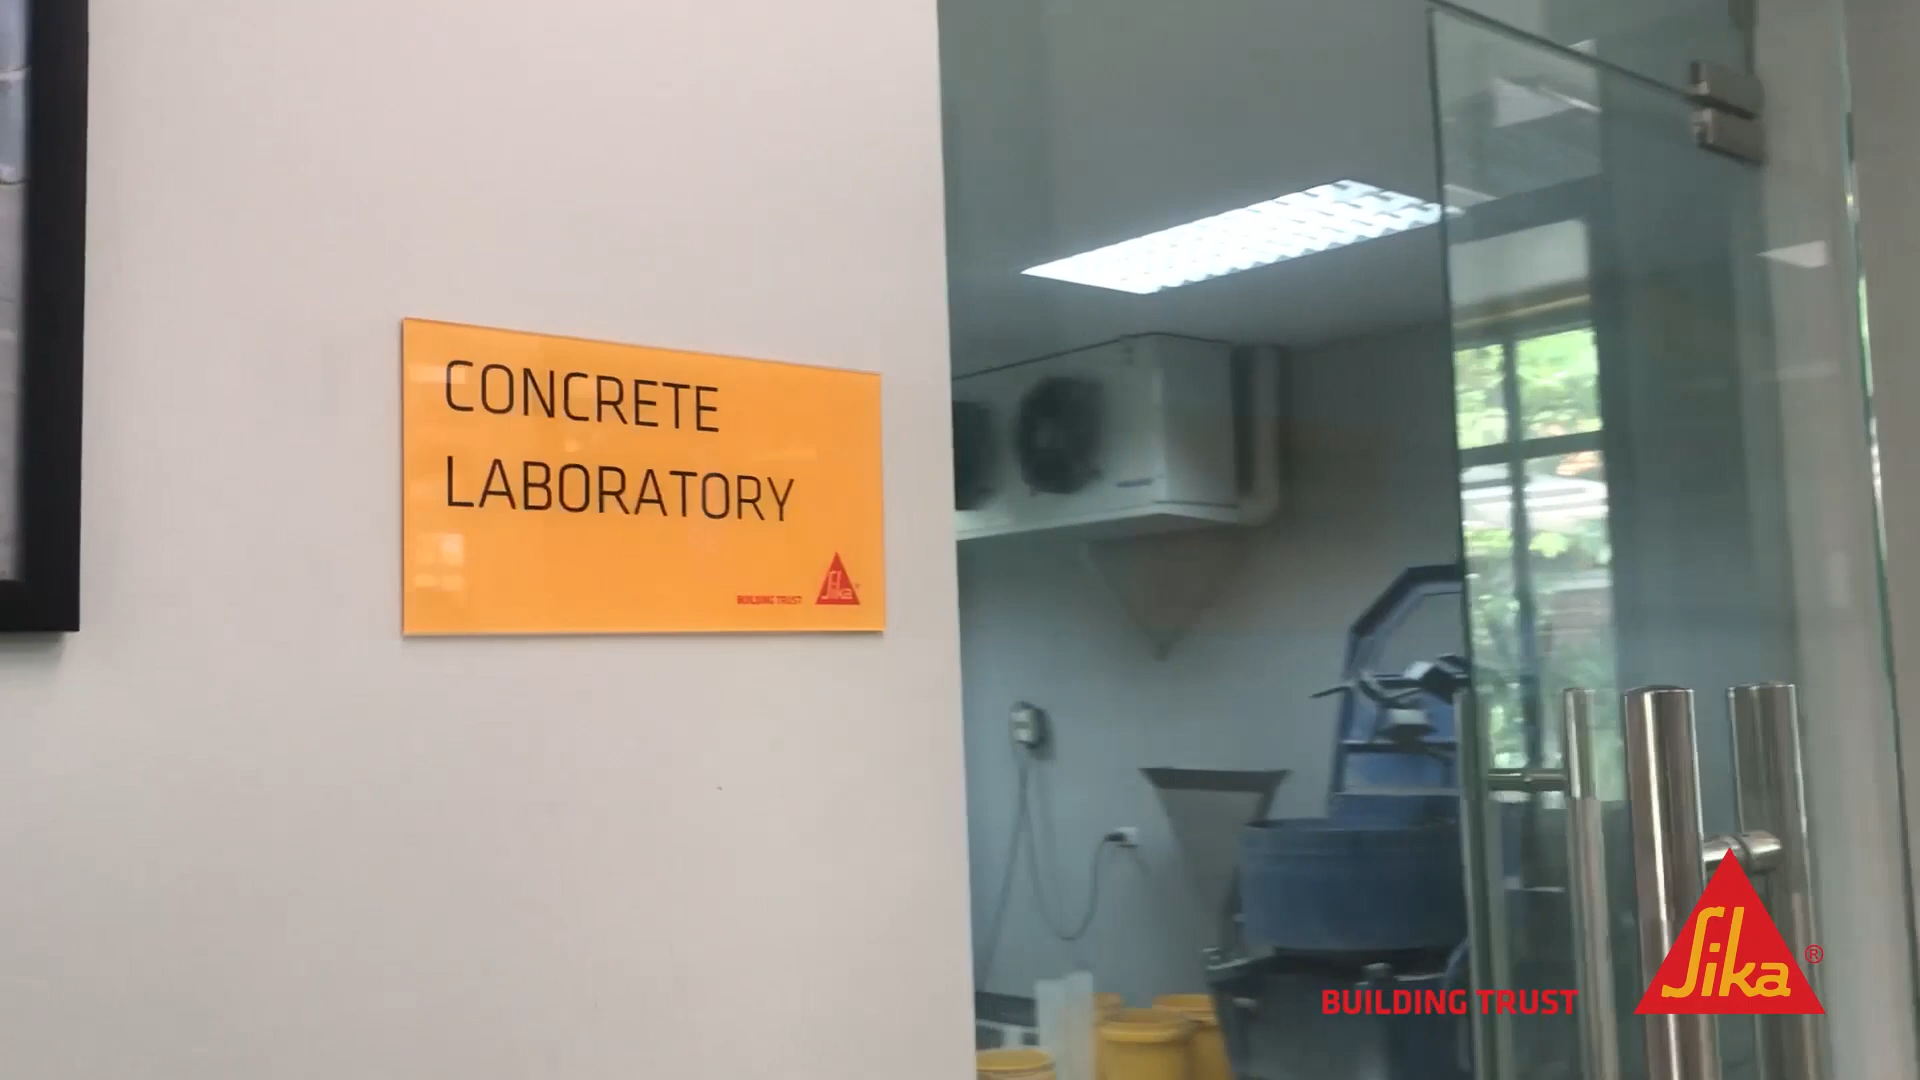 CONCRETE
LABORATORY
BUILDING TRUST
Sika
BUILDING TRUST
Sika®